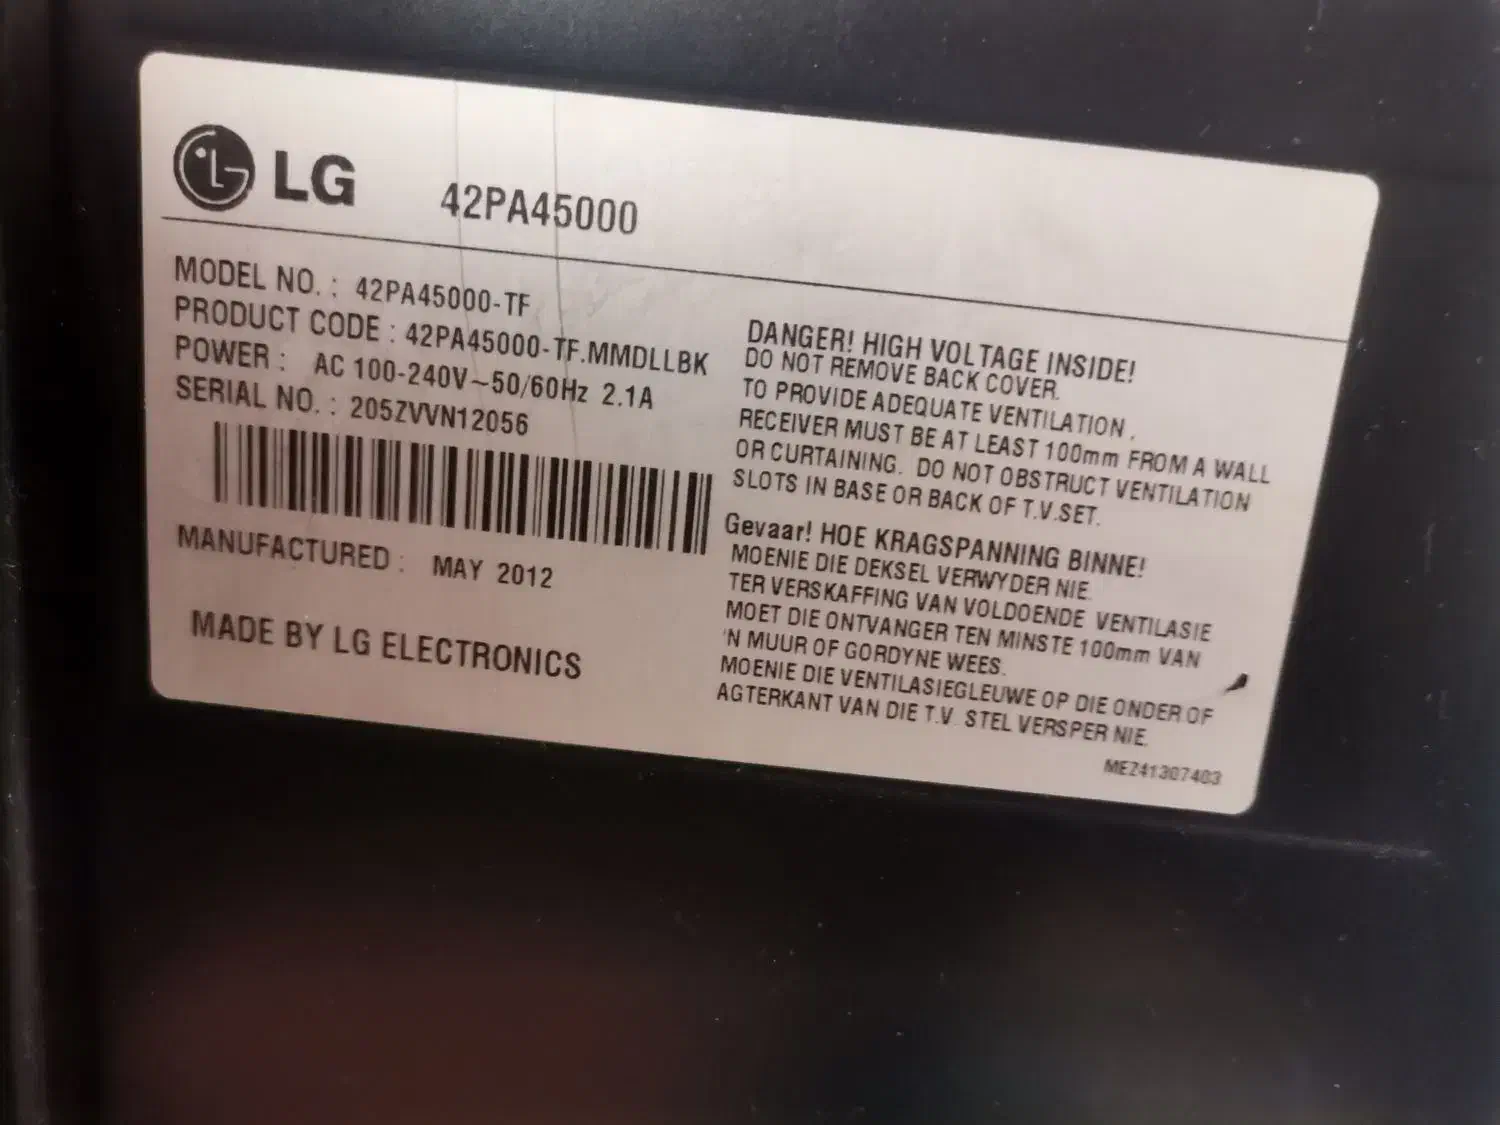 LG 42PA45000
MODEL NO. : 42PA45000-TF
PRODUCT CODE : 42PA45000-TF.MMDLLBK
POWER : AC 100-240V~50/60Hz 2.1A
SERIAL NO. : 205ZVVN12056
MANUFACTURED : MAY 2012
MADE BY LG ELECTRONICS
DANGER! HIGH VOLTAGE INSIDE!
DO NOT REMOVE BACK COVER.
TO PROVIDE ADEQUATE VENTILATION,
RECEIVER MUST BE AT LEAST 100mm FROM A WALL
OR CURTAINING. DO NOT OBSTRUCT VENTILATION
SLOTS IN BASE OR BACK OF T.V.SET.
Gevaar! HOE KRAGSPANNING BINNE!
MOENIE DIE DEKSEL VERWYDER NIE.
TER VERSKAFFING VAN VOLDOENDE VENTILASIE
MOET DIE ONTVANGER TEN MINSTE 100mm VAN
'N MUUR OF GORDYNE WEES.
MOENIE DIE VENTILASIEGLEUWE OP DIE ONDER OF
AGTERKANT VAN DIE T.V. STEL VERSPER NIE.
MEZ41307403